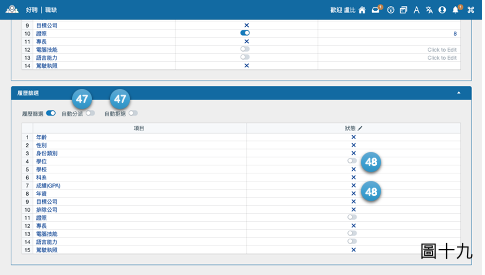 好聘 | 職缺
歡迎 盧比
9 目標公司
10 證照 8
11 專長
12 電腦技能 Click to Edit
13 語言能力 Click to Edit
14 駕駛執照
履歷篩選
47 47
履歷篩選 自動分派 自動
項目 狀態
1 年齡
2 性別
3 身份類別
4 學位 48
5 學校
6 科系
7 成績(GPA)
8 年資 48
9 目標公司
10 排除公司
11 證照
12 專長
13 電腦技能
14 語言能力
15 駕駛執照
圖十九